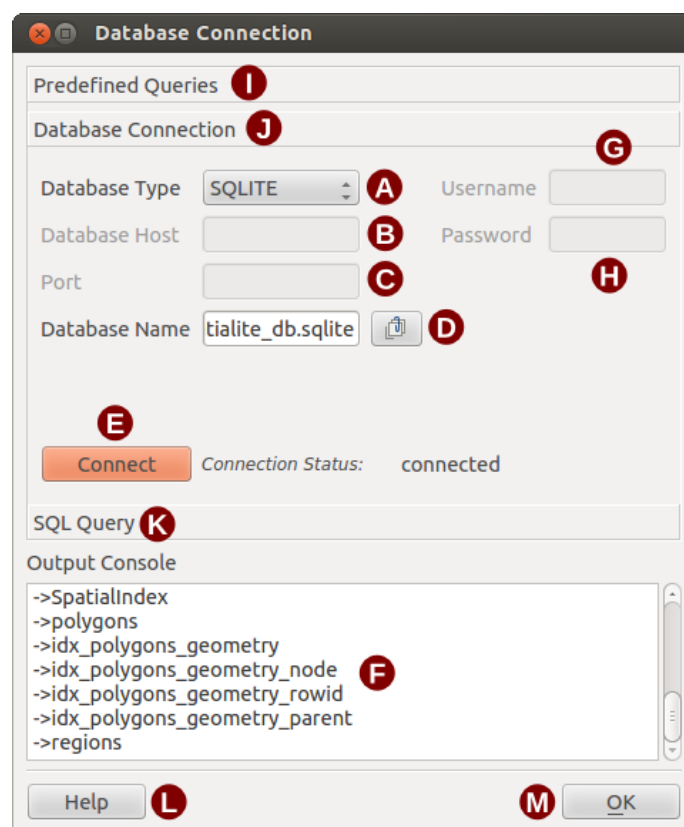 Database Connection
Predefined Queries I
Database Connection J
G
Database Type SQLITE A Username
Database Host B Password
Port C H
Database Name tialite_db.sqlite D
E
Connect Connection Status: connected
SQL Query K
Output Console
->SpatialIndex
->polygons
->idx_polygons_geometry
->idx_polygons_geometry_node F
->idx_polygons_geometry_rowid
->idx_polygons_geometry_parent
->regions
Help L M OK